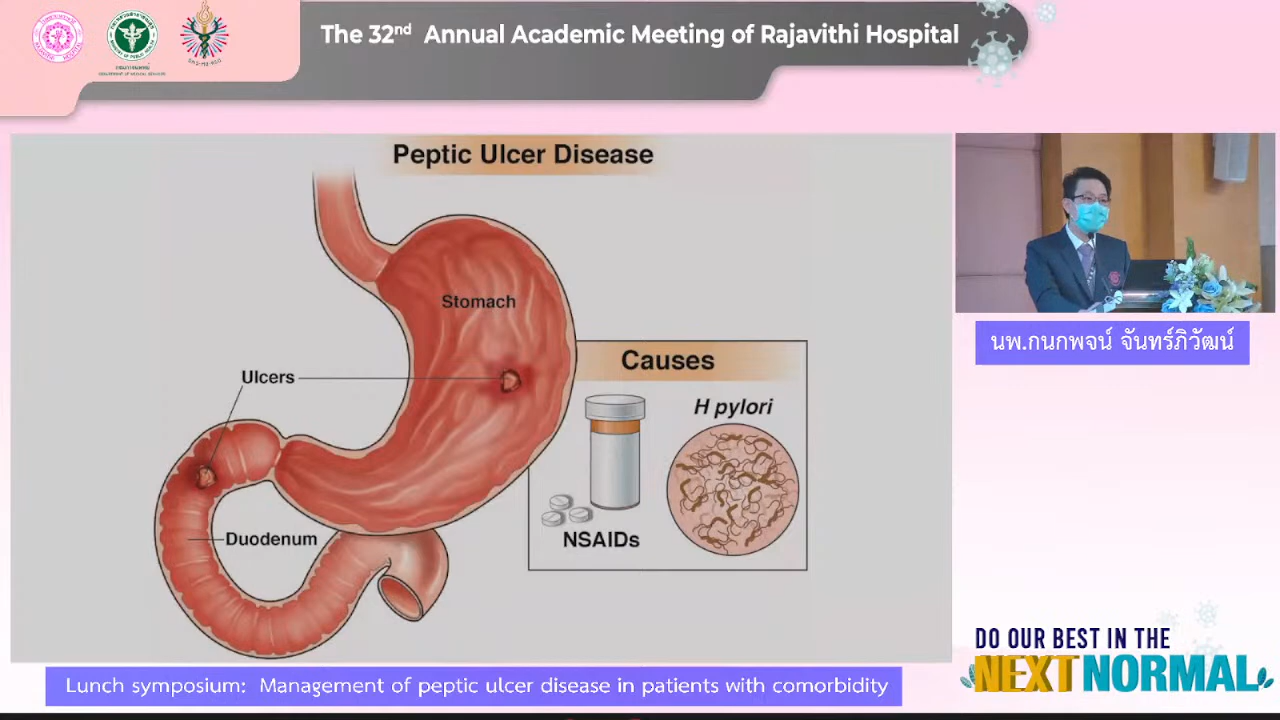 The 32nd Annual Academic Meeting of Rajavithi Hospital
Peptic Ulcer Disease
Stomach
Ulcers
Duodenum
Causes
H pylori
NSAIDs
นพ.กนกพจน์ จันทร์ภิวัฒน์
DO OUR BEST IN THE
NEXT NORMAL
Lunch symposium: Management of peptic ulcer disease in patients with comorbidity